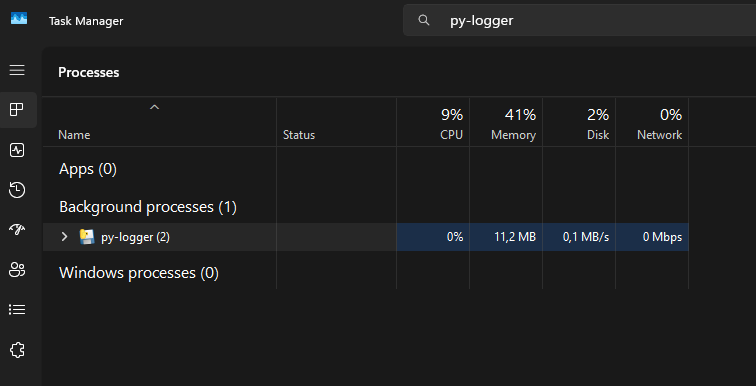 Task Manager
py-logger
Processes
9% 41% 2% 0%
Name Status CPU Memory Disk Network
Apps (0)
Background processes (1)
py-logger (2) 0% 11,2 MB 0,1 MB/s 0 Mbps
Windows processes (0)